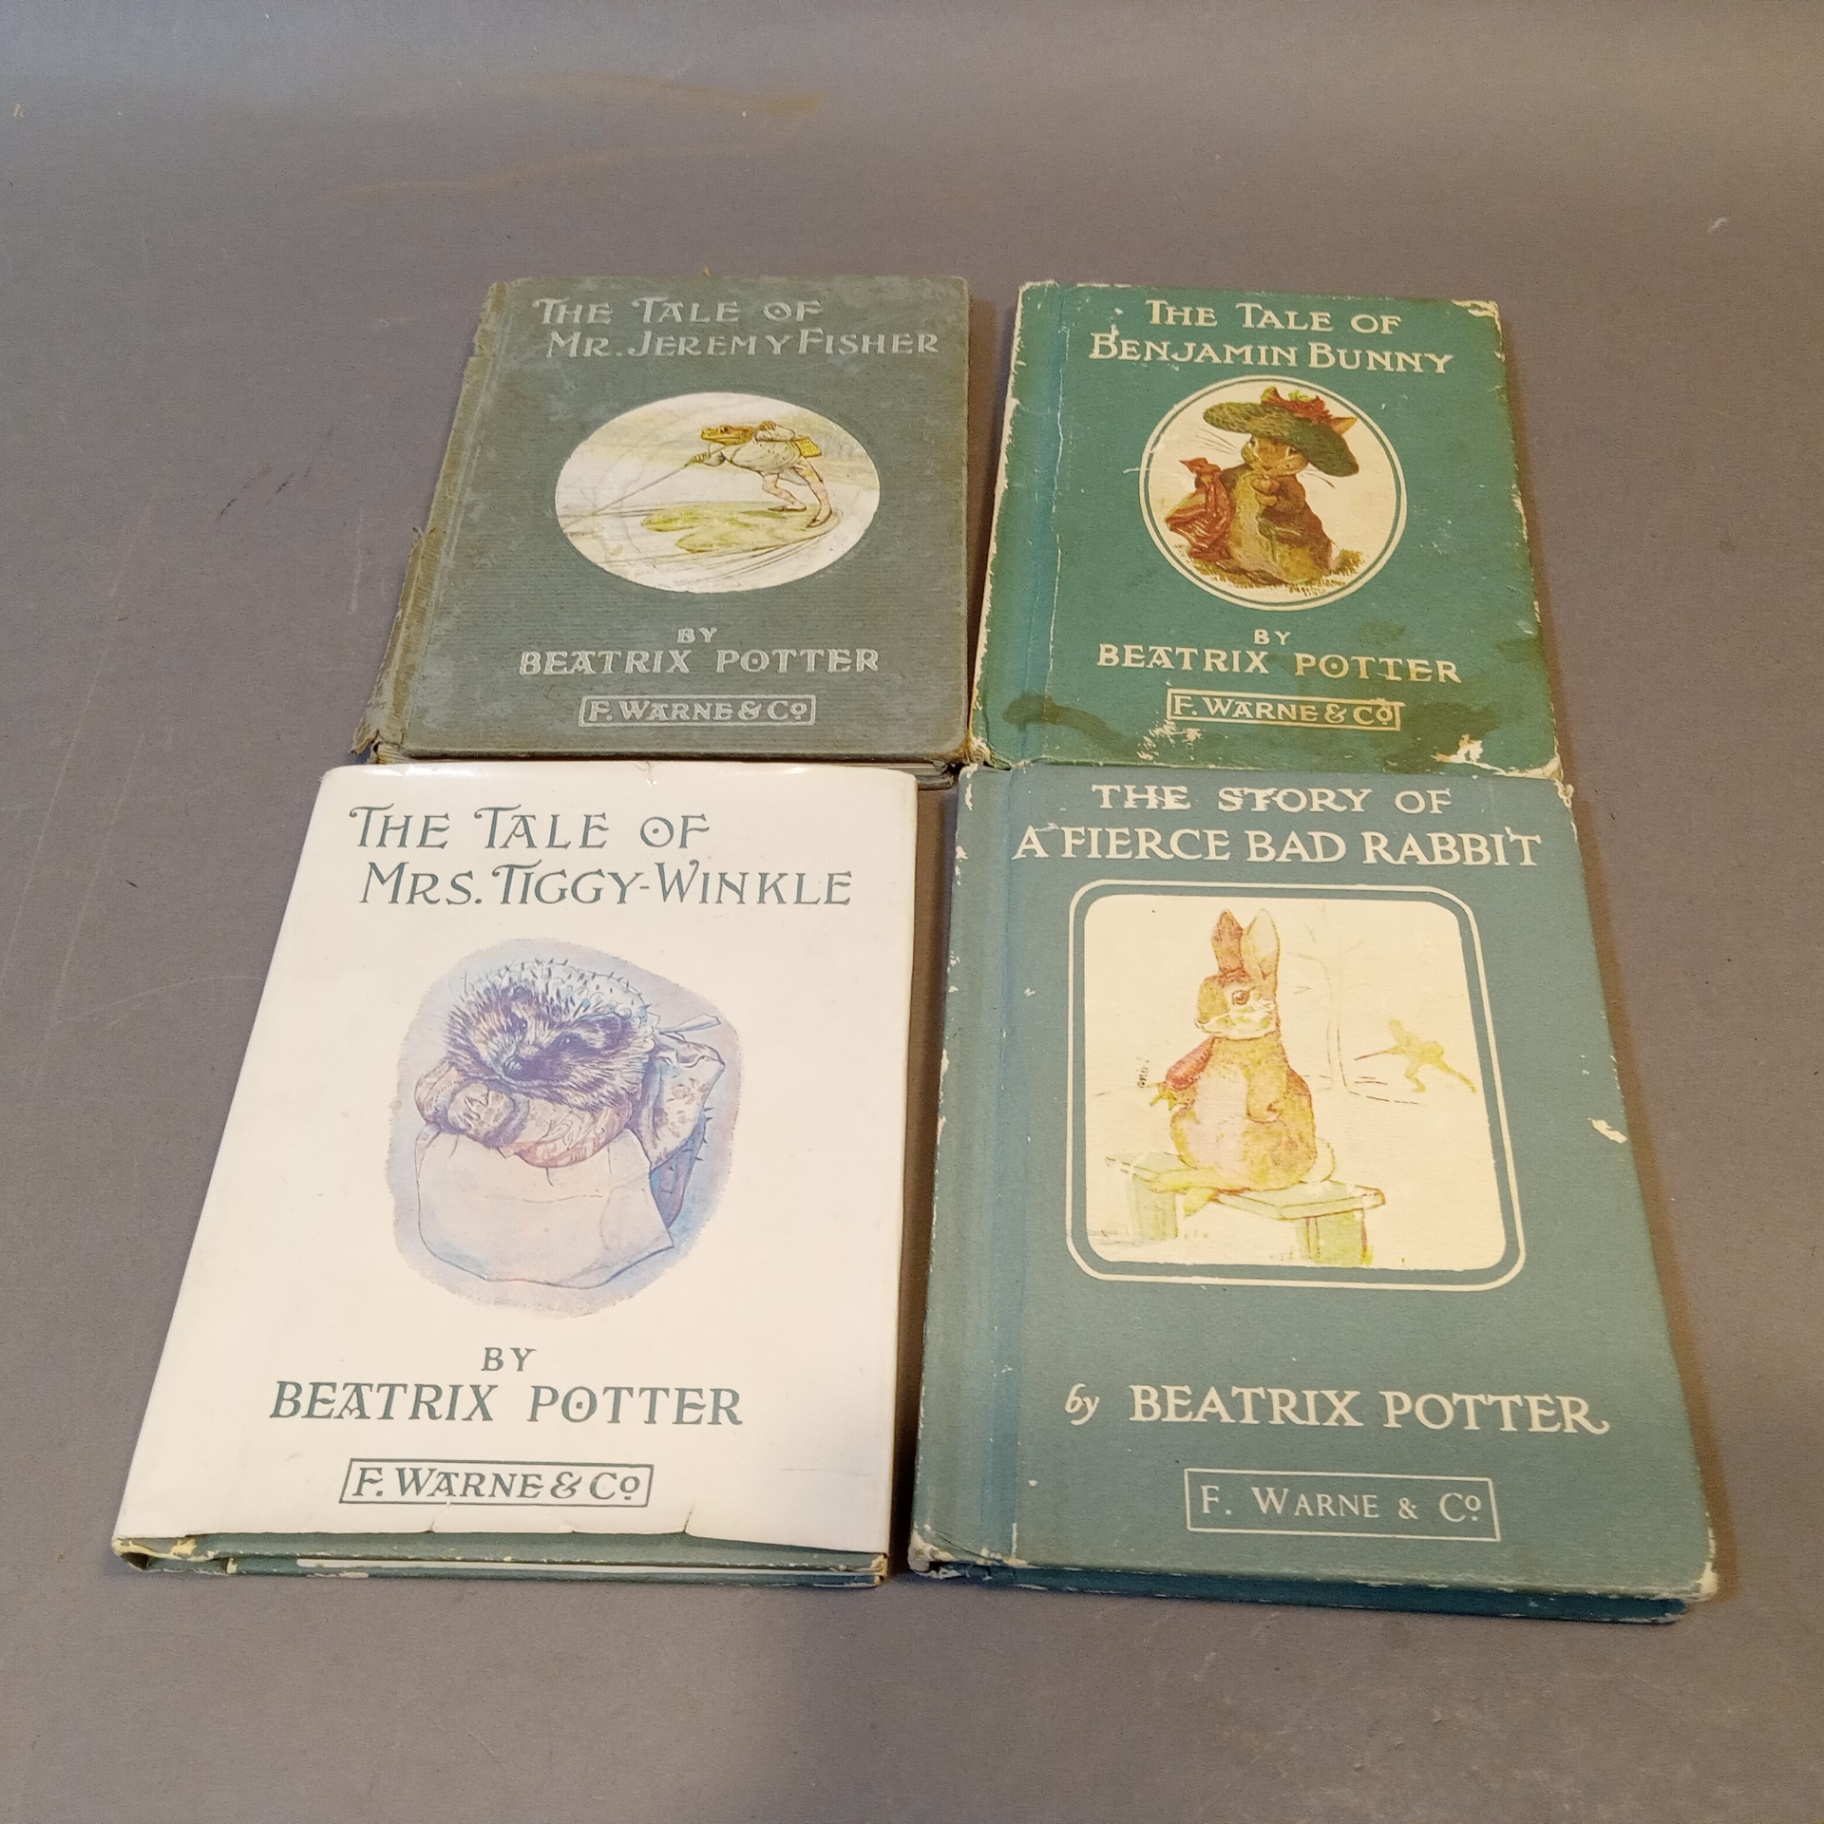 THE TALE OF
MR. JEREMY FISHER
BY
BEATRIX POTTER
F. WARNE & Co
THE TALE OF
BENJAMIN BUNNY
BY
BEATRIX POTTER
F. WARNE & Co
THE TALE OF
MRS. TIGGY-WINKLE
BY
BEATRIX POTTER
F. WARNE & Co
THE STORY OF
A FIERCE BAD RABBIT
by BEATRIX POTTER
F. WARNE & Co